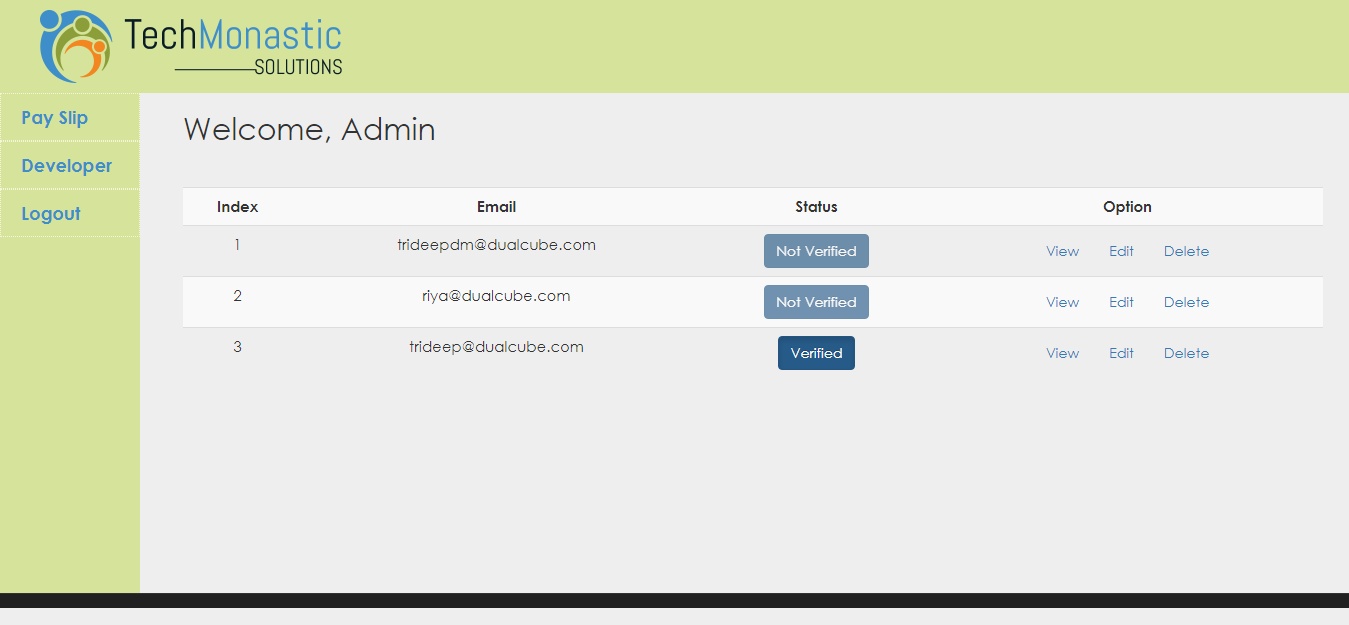 TechMonastic
SOLUTIONS
Pay Slip
Developer
Logout
Welcome, Admin
Index Email Status Option
1 trideepdm@dualcube.com Not Verified View Edit Delete
2 riya@dualcube.com Not Verified View Edit Delete
3 trideep@dualcube.com Verified View Edit Delete